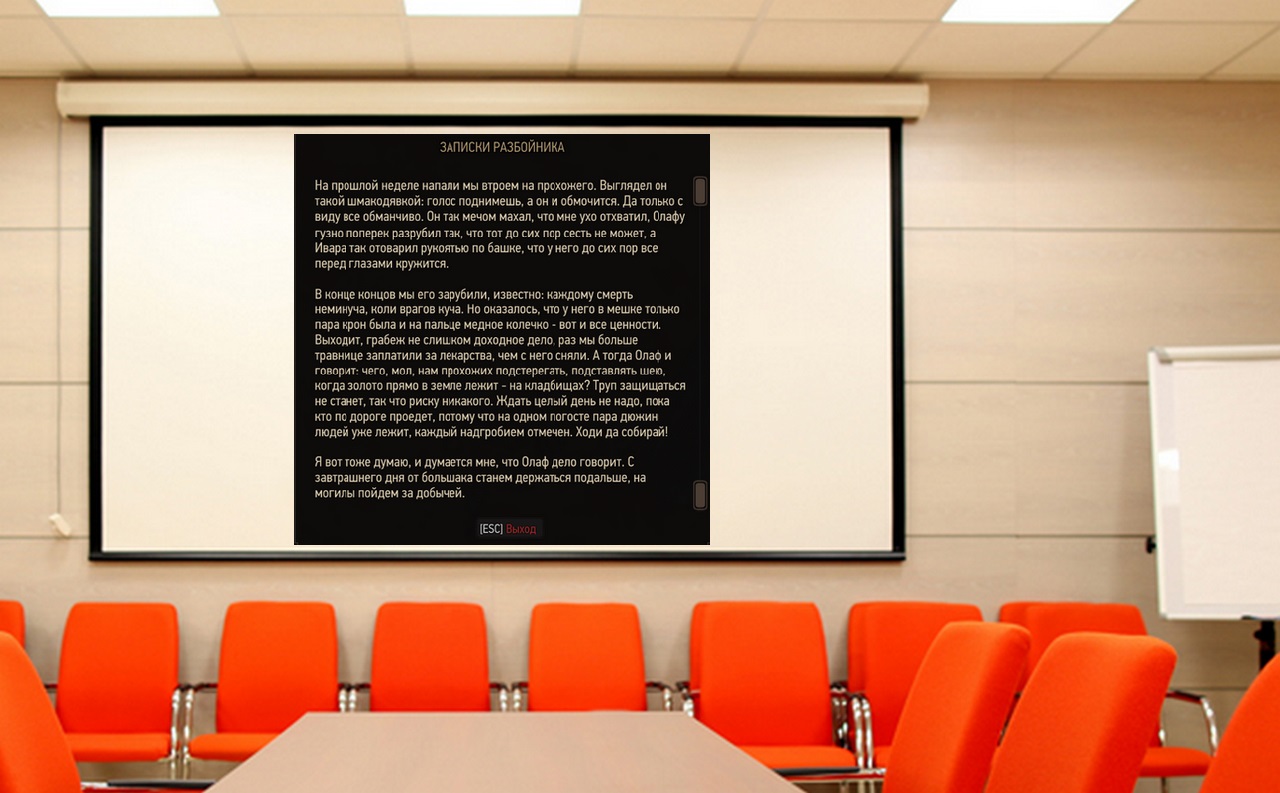 ЗАПИСКИ РАЗБОЙНИКА
На прошлой неделе напали мы втроем на прохожего. Выглядел он
такой шмакодявкой: голос поднимешь, а он и обмочится. Да только с
виду все обманчиво. Он так мечом махал, что мне ухо отхватил, Олафу
гузно поперек разрубил так, что тот до сих пор сесть не может, а
Ивара так отоварил рукоятью по башке, что у него до сих пор все
перед глазами кружится.
В конце концов мы его зарубили, известно: каждому смерть
неминуча, коли врагов куча. Но оказалось, что у него в мешке только
пара крон была и на пальце медное колечко - вот и все ценности.
Выходит, грабеж не слишком доходное дело, раз мы больше
травнице заплатили за лекарства, чем с него сняли. А тогда Олаф и
говорит: чего, мол, нам прохожих подстерегать, подставлять шею,
когда золото прямо в земле лежит - на кладбищах? Труп защищаться
не станет, так что риску никакого. Ждать целый день не надо, пока
кто по дороге проедет, потому что на одном погосте пара дюжин
людей уже лежит, каждый надгробием отмечен. Ходи да собирай!
Я вот тоже думаю, и думается мне, что Олаф дело говорит. С
завтрашнего дня от большака станем держаться подальше, на
могилы пойдем за добычей.
[ESC] Выход